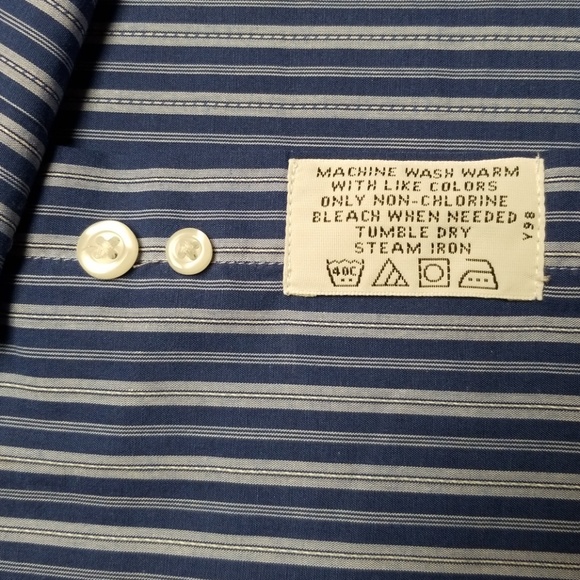 MACHINE WASH WARM
WITH LIKE COLORS
ONLY NON-CHLORINE
BLEACH WHEN NEEDED
TUMBLE DRY
STEAM IRON
40C
Y98